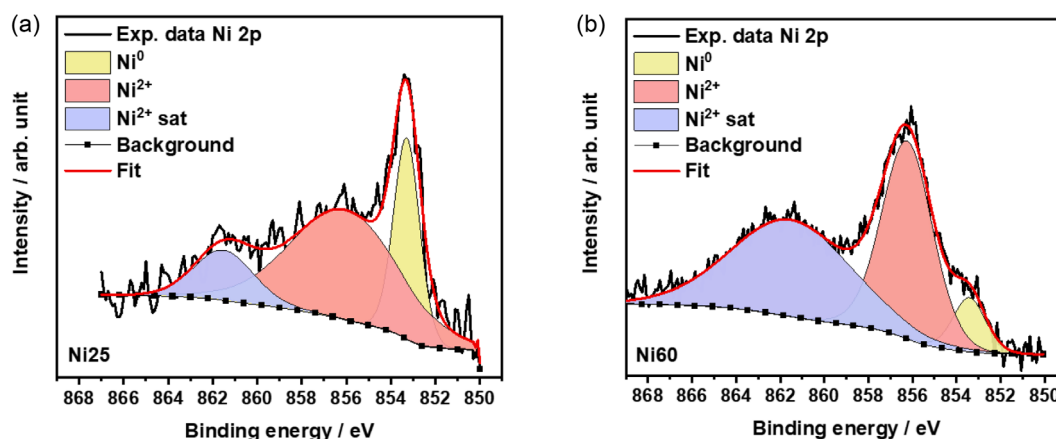 (a)
Exp. data Ni 2p
Ni⁰
Ni²⁺
Ni²⁺ sat
Background
Fit
Intensity / arb. unit
Ni25
868 866 864 862 860 858 856 854 852 850
Binding energy / eV
(b)
Exp. data Ni 2p
Ni⁰
Ni²⁺
Ni²⁺ sat
Background
Fit
Intensity / arb. unit
Ni60
868 866 864 862 860 858 856 854 852 850
Binding energy / eV